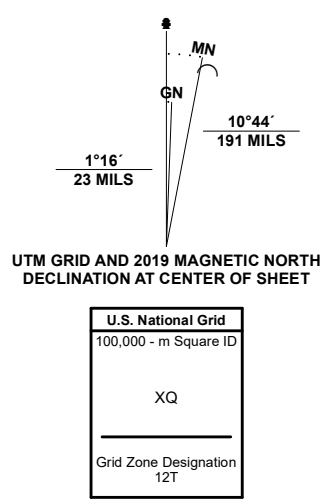 MN
GN
10°44´
191 MILS
1°16´
23 MILS
UTM GRID AND 2019 MAGNETIC NORTH
DECLINATION AT CENTER OF SHEET
U.S. National Grid
100,000 - m Square ID
XQ
Grid Zone Designation
12T